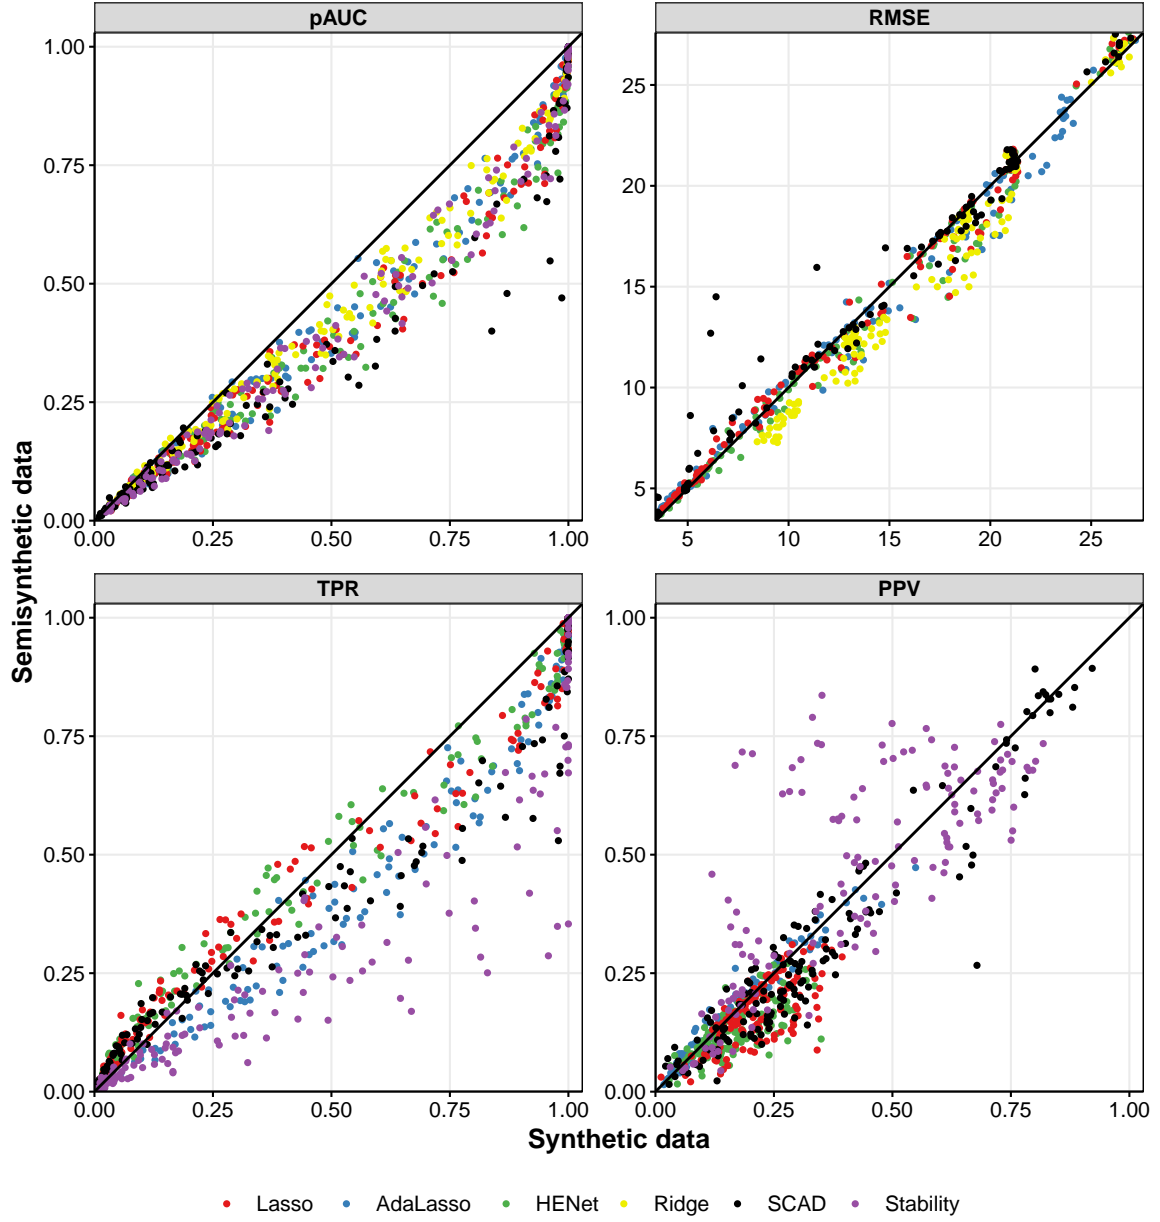 pAUC
RMSE
1.00
0.75
0.50
0.25
0.00
0.00 0.25 0.50 0.75 1.00
25
20
15
10
5
5 10 15 20 25
TPR
PPV
1.00
0.75
0.50
0.25
0.00
0.00 0.25 0.50 0.75 1.00
1.00
0.75
0.50
0.25
0.00
0.00 0.25 0.50 0.75 1.00
Semisynthetic data
Synthetic data
Lasso AdaLasso HENet Ridge SCAD Stability